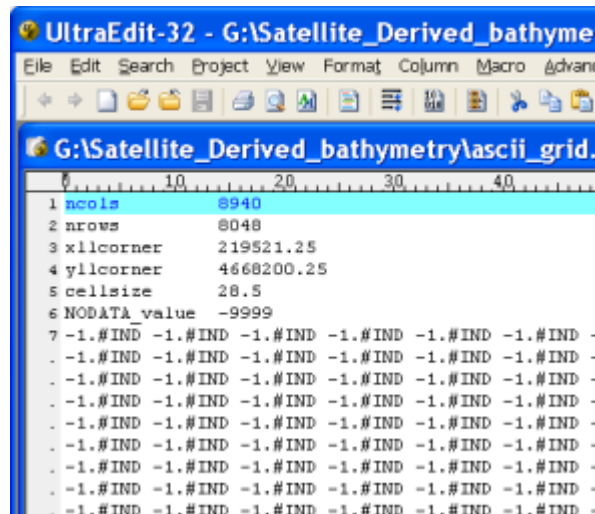 UltraEdit-32 - G:\Satellite_Derived_bathyme
File Edit Search Project View Format Column Macro Advan
G:\Satellite_Derived_bathymetry\ascii_grid.
0 10 20 30 40
1 ncols 8940
2 nrows 8048
3 xllcorner 219521.25
4 yllcorner 4668200.25
5 cellsize 28.5
6 NODATA_value -9999
7 -1.#IND -1.#IND -1.#IND -1.#IND -1.#IND -1.#IND -
. -1.#IND -1.#IND -1.#IND -1.#IND -1.#IND -1.#IND -
. -1.#IND -1.#IND -1.#IND -1.#IND -1.#IND -1.#IND -
. -1.#IND -1.#IND -1.#IND -1.#IND -1.#IND -1.#IND -
. -1.#IND -1.#IND -1.#IND -1.#IND -1.#IND -1.#IND -
. -1.#IND -1.#IND -1.#IND -1.#IND -1.#IND -1.#IND -
. -1.#IND -1.#IND -1.#IND -1.#IND -1.#IND -1.#IND -
. -1.#IND -1.#IND -1.#IND -1.#IND -1.#IND -1.#IND -
. -1.#IND -1.#IND -1.#IND -1.#IND -1.#IND -1.#IND -